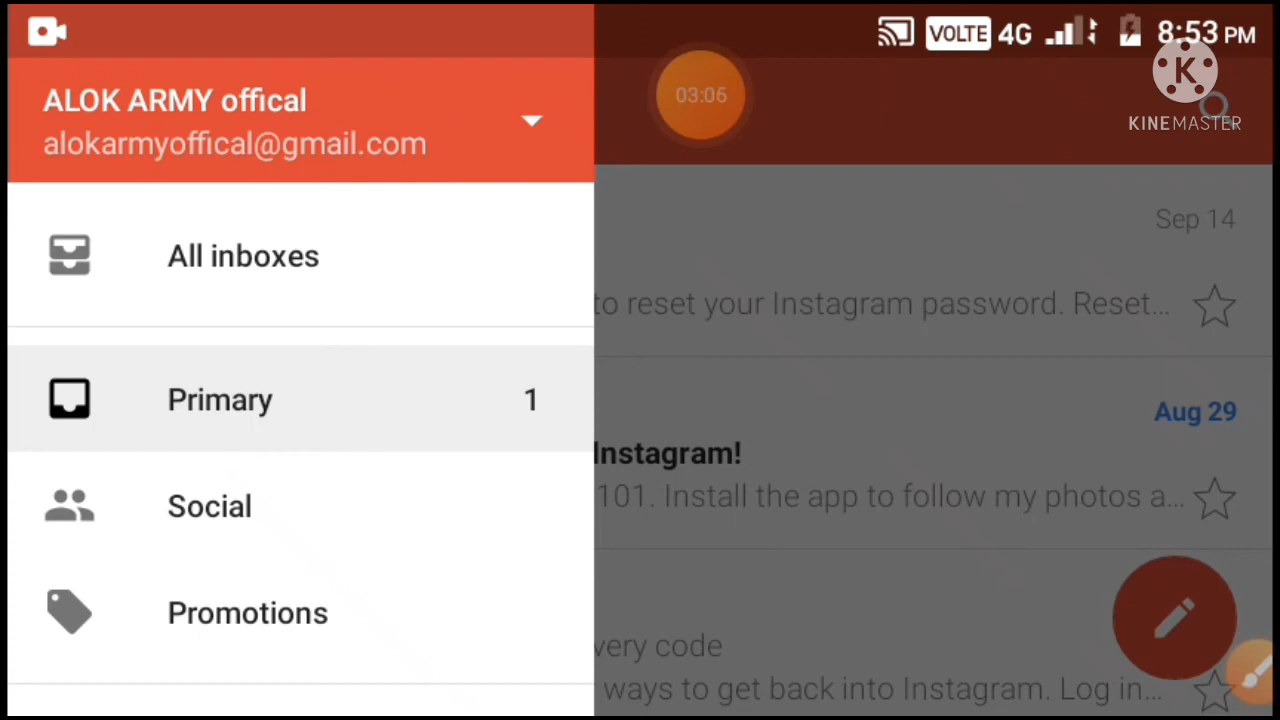 VOLTE 4G 8:53 PM
K
KINEMASTER
03:06
ALOK ARMY offical
alokarmyoffical@gmail.com
All inboxes
Primary 1
Social
Promotions
Sep 14
to reset your Instagram password. Reset...
Aug 29
Instagram!
101. Install the app to follow my photos a...
very code
ways to get back into Instagram. Log in...